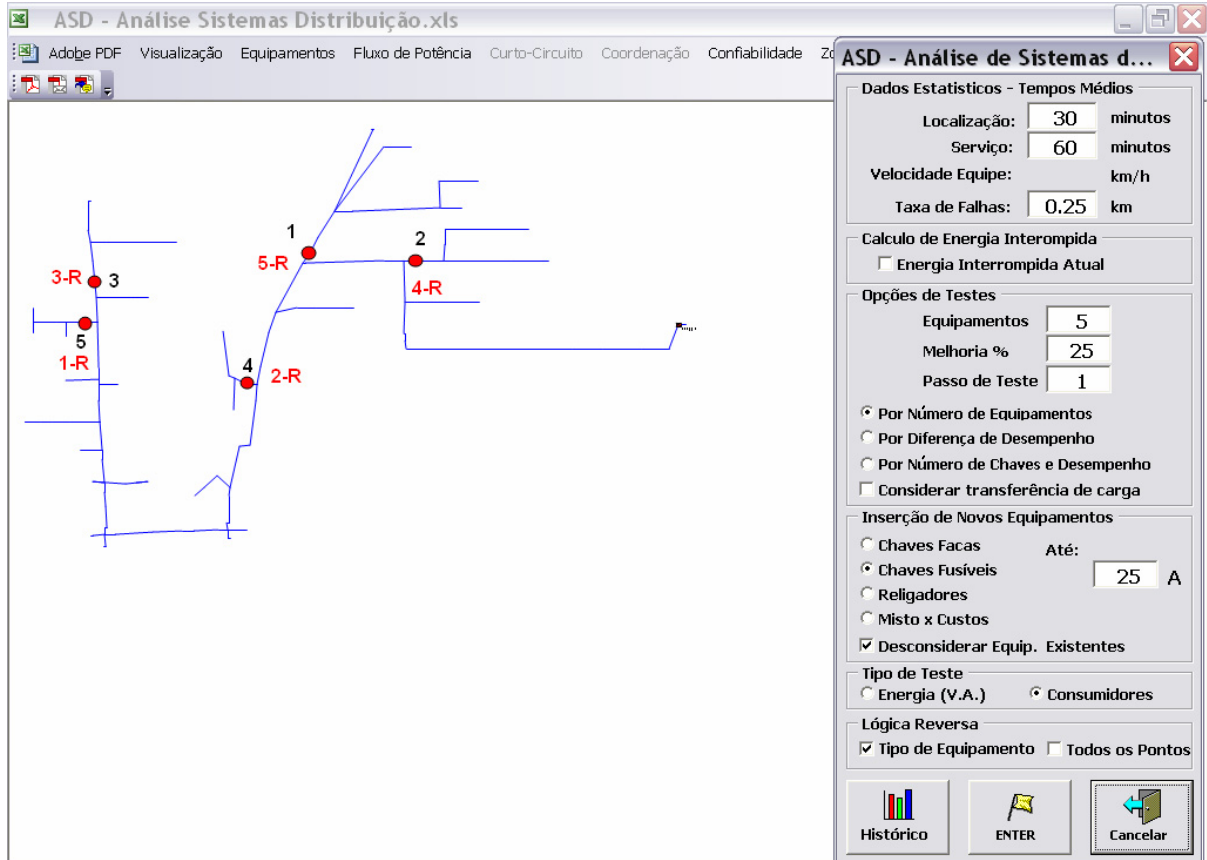 ASD - Análise Sistemas Distribuição.xls
Adobe PDF Visualização Equipamentos Fluxo de Potência Curto-Circuito Coordenação Confiabilidade
1
5-R
2
4-R
3-R
3
5
1-R
4
2-R
ASD - Análise de Sistemas d...
Dados Estatisticos - Tempos Médios
Localização: 30 minutos
Serviço: 60 minutos
Velocidade Equipe: km/h
Taxa de Falhas: 0.25 km
Calculo de Energia Interompida
Energia Interrompida Atual
Opções de Testes
Equipamentos 5
Melhoria % 25
Passo de Teste 1
Por Número de Equipamentos
Por Diferença de Desempenho
Por Número de Chaves e Desempenho
Considerar transferência de carga
Inserção de Novos Equipamentos
Chaves Facas Até:
Chaves Fusíveis 25 A
Religadores
Misto x Custos
Desconsiderar Equip. Existentes
Tipo de Teste
Energia (V.A.) Consumidores
Lógica Reversa
Tipo de Equipamento Todos os Pontos
Histórico ENTER Cancelar